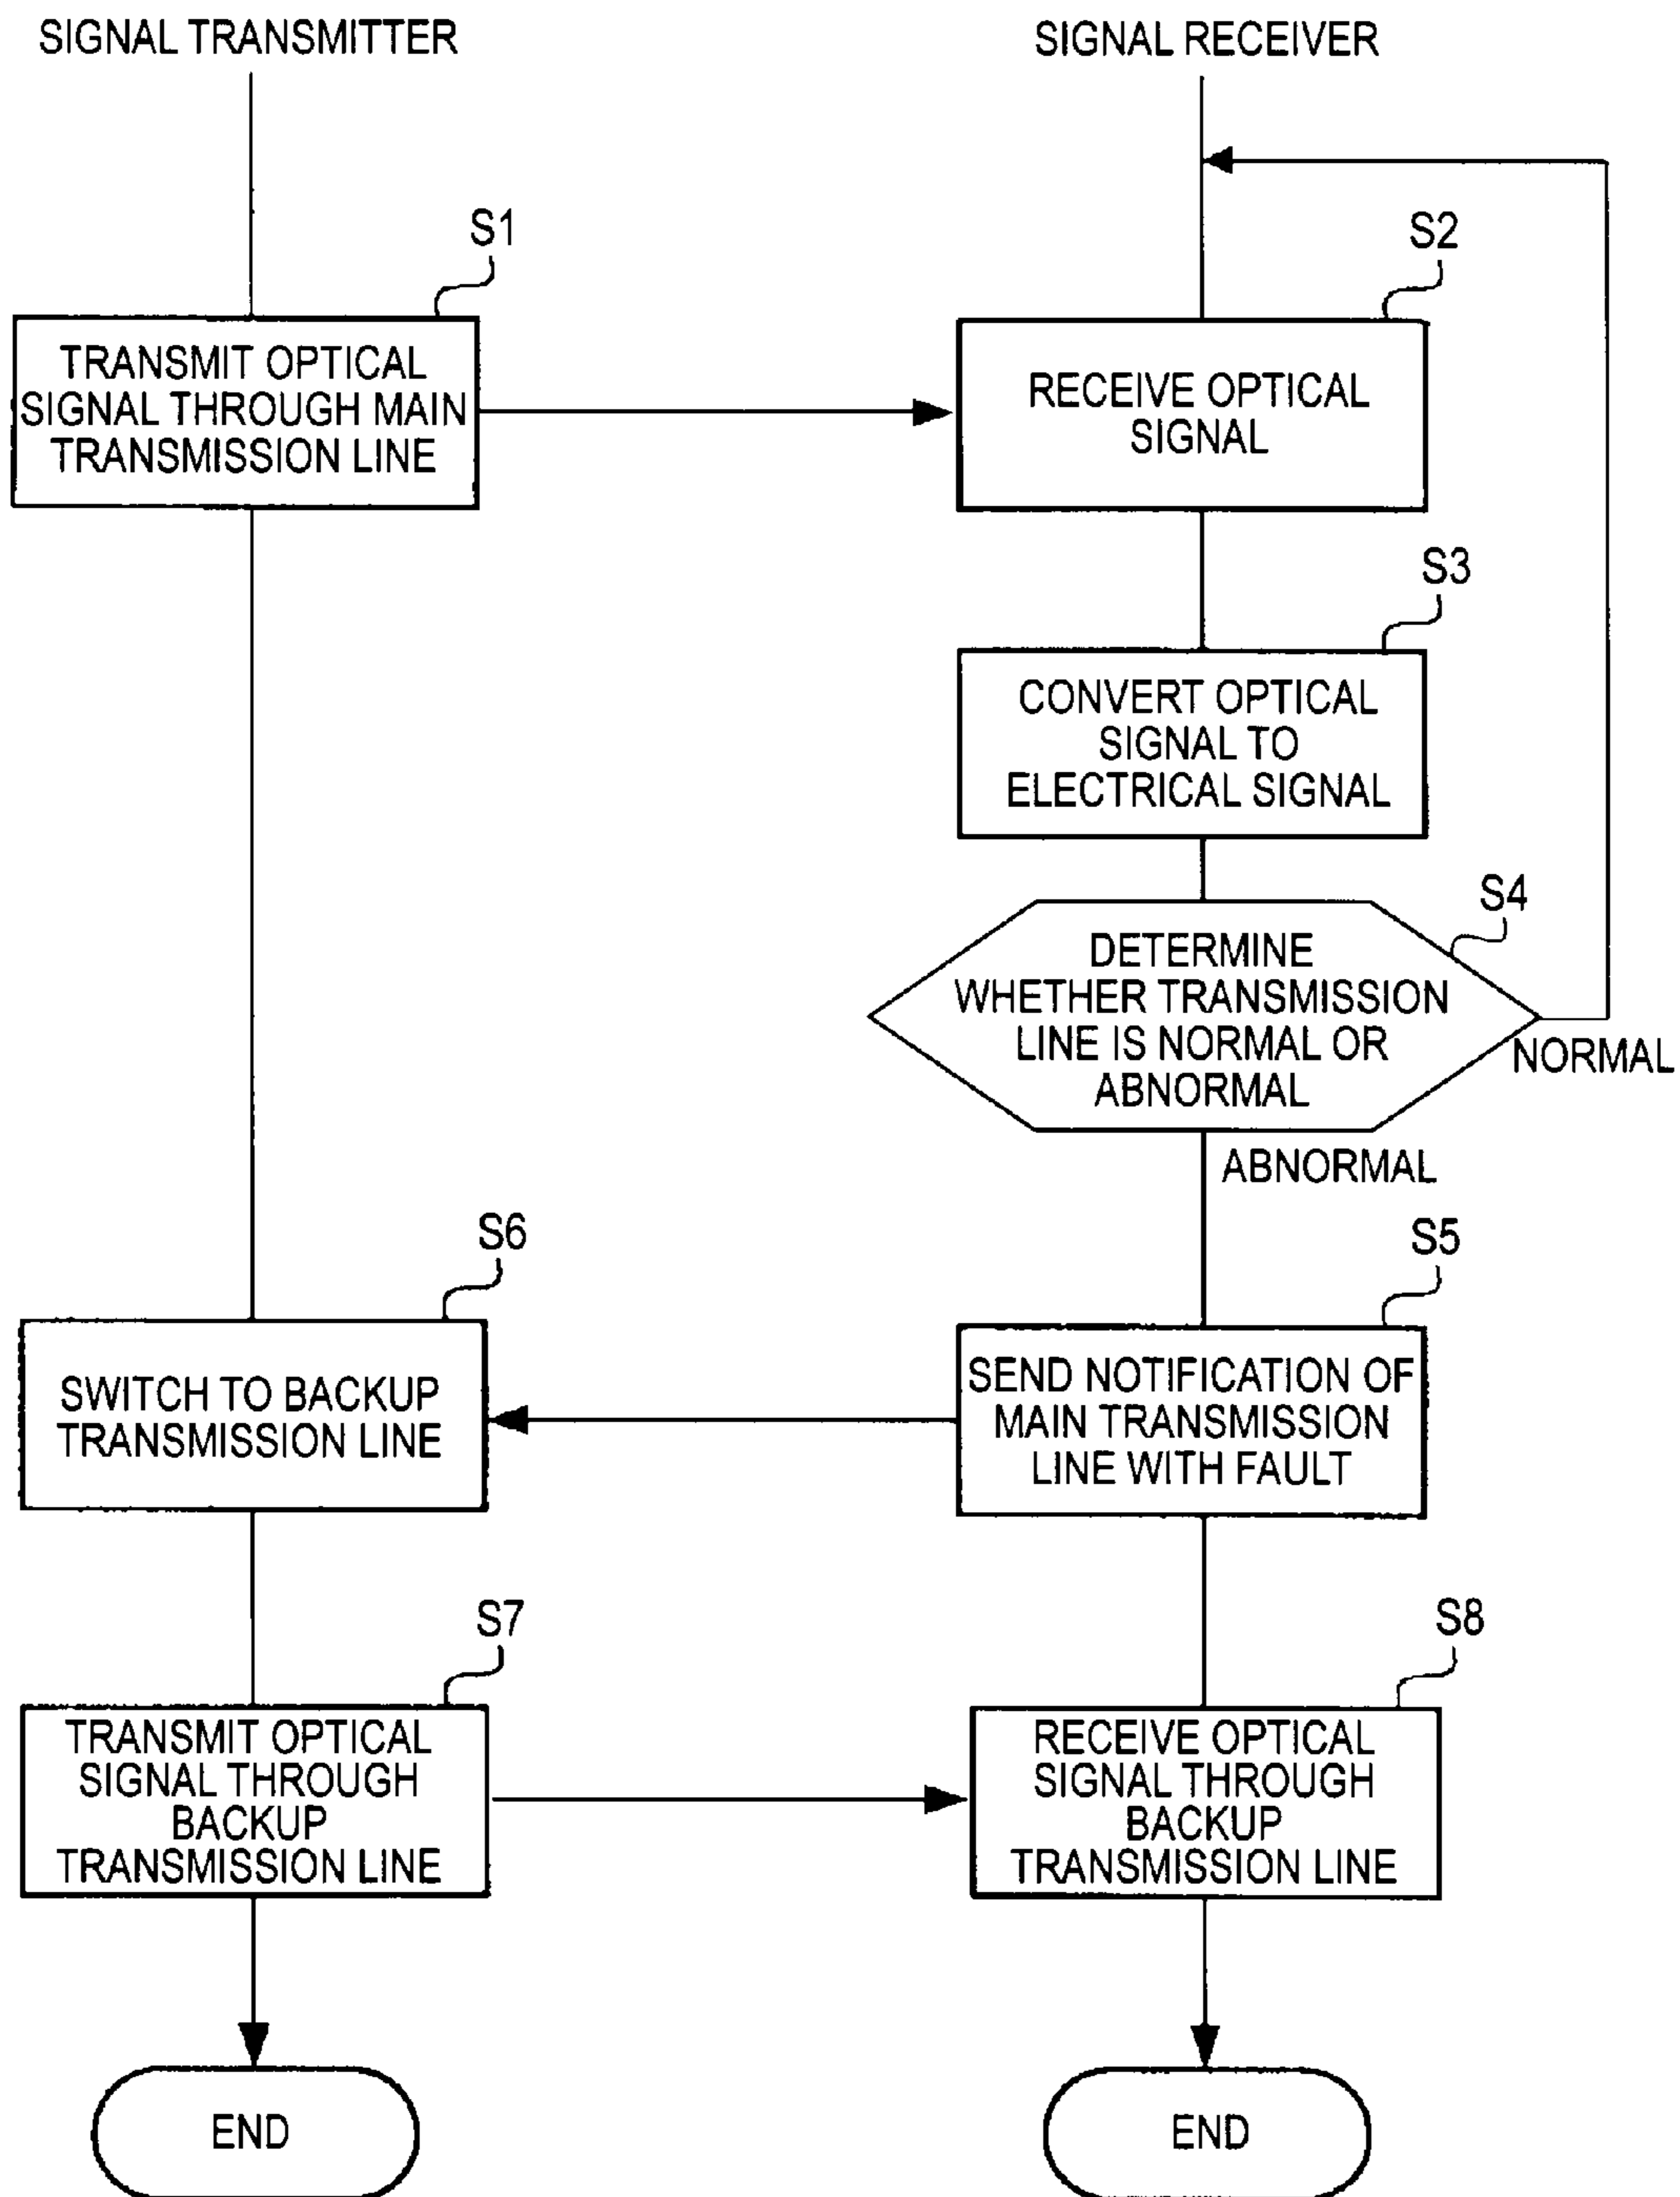 SIGNAL TRANSMITTER
SIGNAL RECEIVER
S1
TRANSMIT OPTICAL
SIGNAL THROUGH MAIN
TRANSMISSION LINE
S2
RECEIVE OPTICAL
SIGNAL
S3
CONVERT OPTICAL
SIGNAL TO
ELECTRICAL SIGNAL
S4
DETERMINE
WHETHER TRANSMISSION
LINE IS NORMAL OR
ABNORMAL
NORMAL
ABNORMAL
S5
SEND NOTIFICATION OF
MAIN TRANSMISSION
LINE WITH FAULT
S6
SWITCH TO BACKUP
TRANSMISSION LINE
S7
TRANSMIT OPTICAL
SIGNAL THROUGH
BACKUP
TRANSMISSION LINE
S8
RECEIVE OPTICAL
SIGNAL THROUGH
BACKUP
TRANSMISSION LINE
END
END